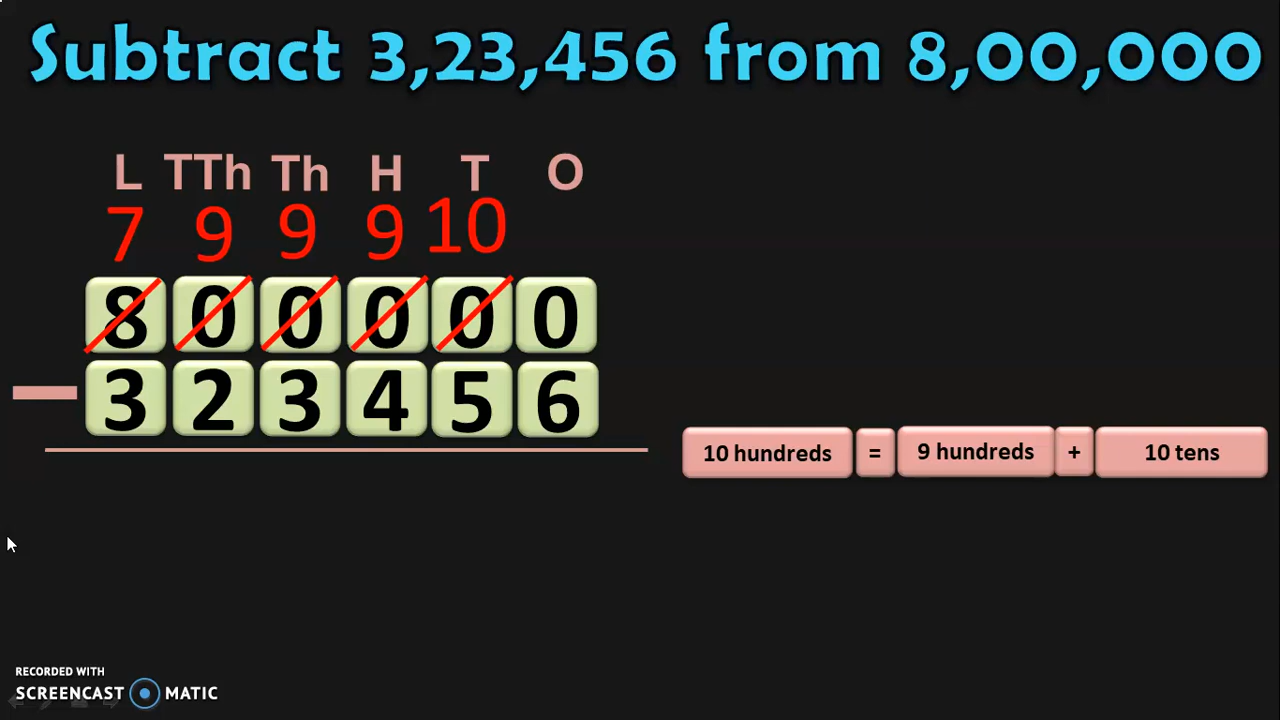 Subtract 3,23,456 from 8,00,000
L TTh Th H T O
7 9 9 9 10
8 0 0 0 0 0
— 3 2 3 4 5 6
10 hundreds = 9 hundreds + 10 tens
RECORDED WITH
SCREENCAST MATIC